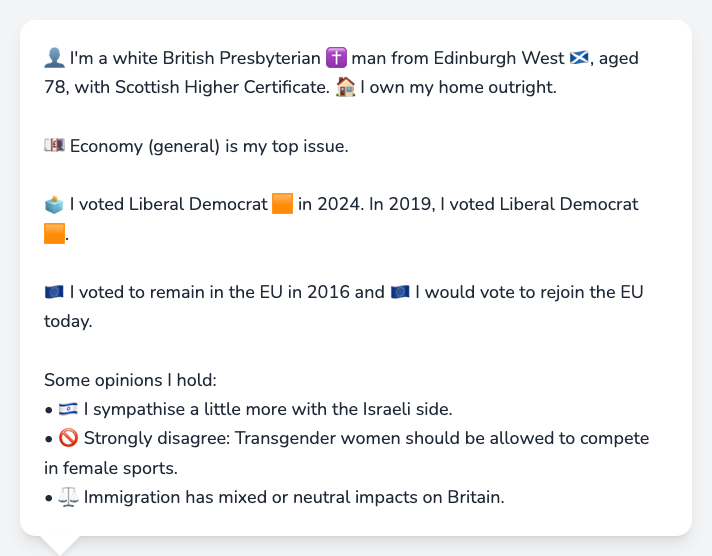 👤 I'm a white British Presbyterian ✝️ man from Edinburgh West 🏴󠁧󠁢󠁳󠁣󠁴󠁿, aged
78, with Scottish Higher Certificate. 🏠 I own my home outright.
💷 Economy (general) is my top issue.
🗳️ I voted Liberal Democrat 🟧 in 2024. In 2019, I voted Liberal Democrat
🟧.
🇪🇺 I voted to remain in the EU in 2016 and 🇪🇺 I would vote to rejoin the EU
today.
Some opinions I hold:
• 🇮🇱 I sympathise a little more with the Israeli side.
• 🚫 Strongly disagree: Transgender women should be allowed to compete
in female sports.
• ⚖️ Immigration has mixed or neutral impacts on Britain.